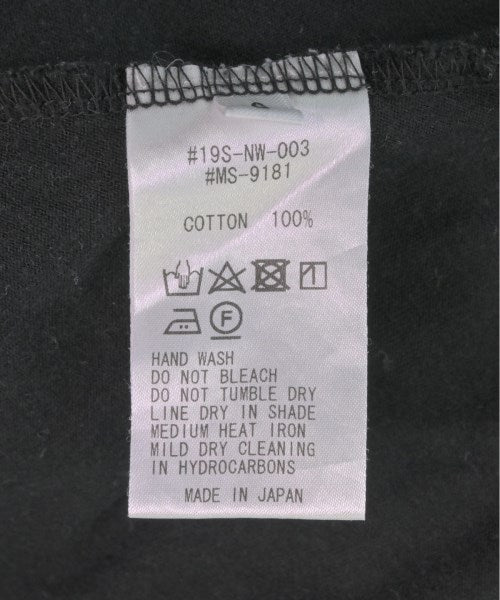 #19S-NW-003
#MS-9181
COTTON 100%
F
HAND WASH
DO NOT BLEACH
DO NOT TUMBLE DRY
LINE DRY IN SHADE
MEDIUM HEAT IRON
MILD DRY CLEANING
IN HYDROCARBONS
MADE IN JAPAN